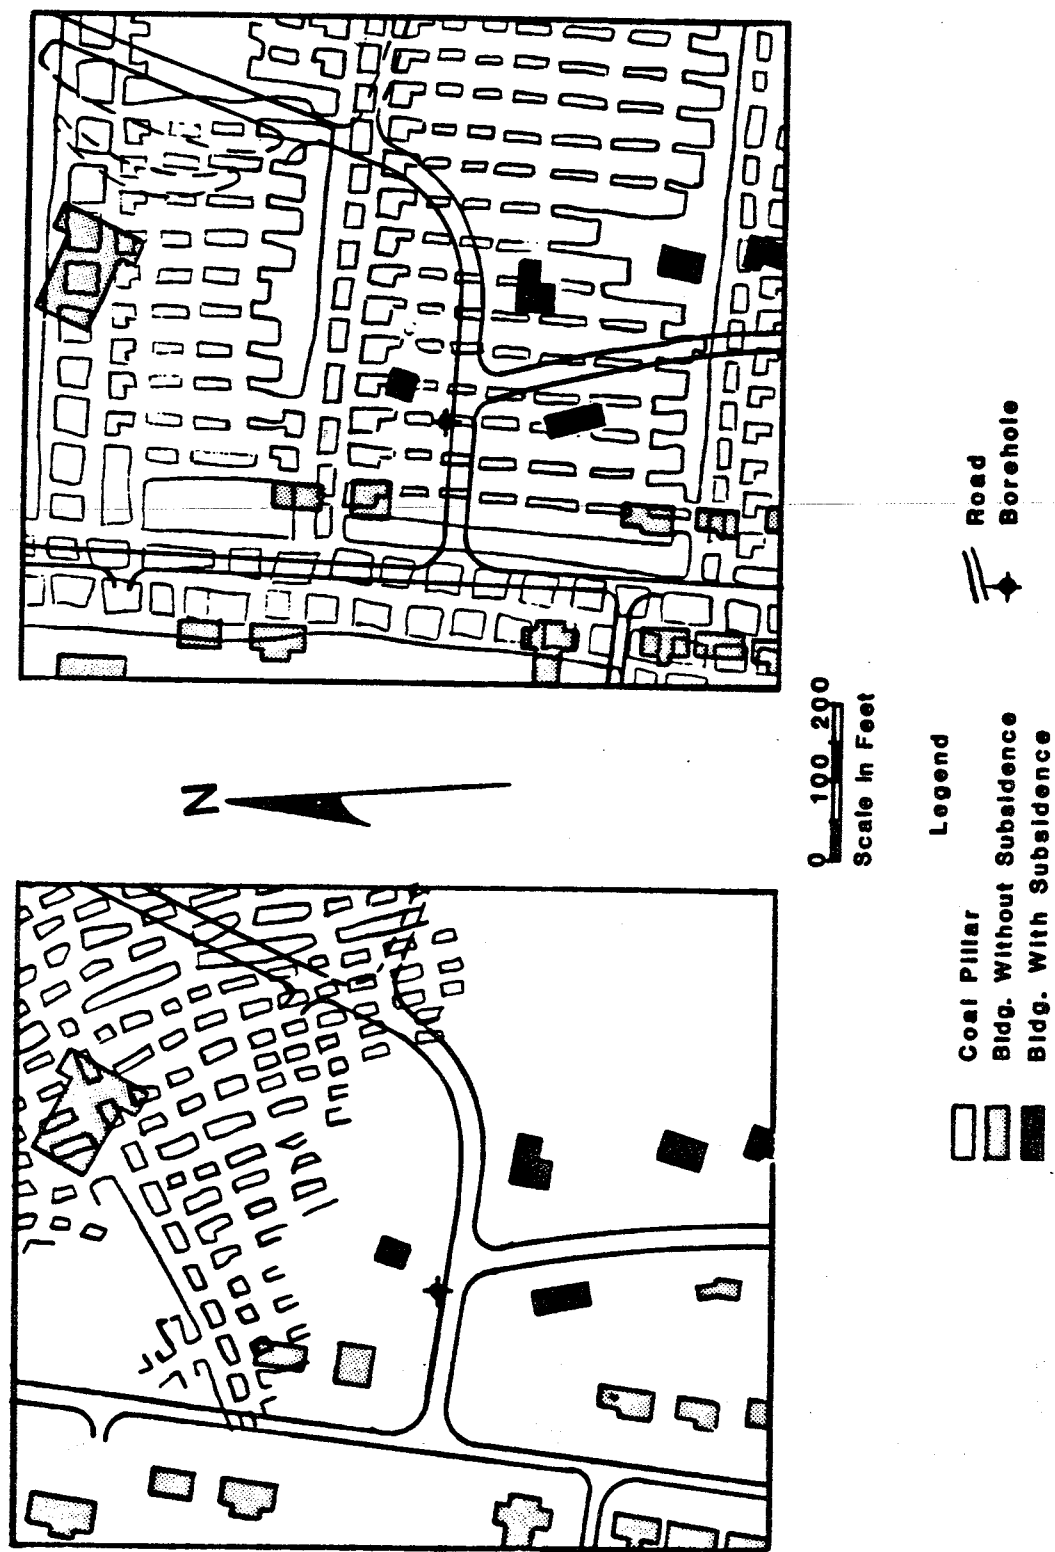 N
0 100 200
Scale in Feet
Legend
Coal Pillar
Bldg. Without Subsidence
Bldg. With Subsidence
Road
Borehole